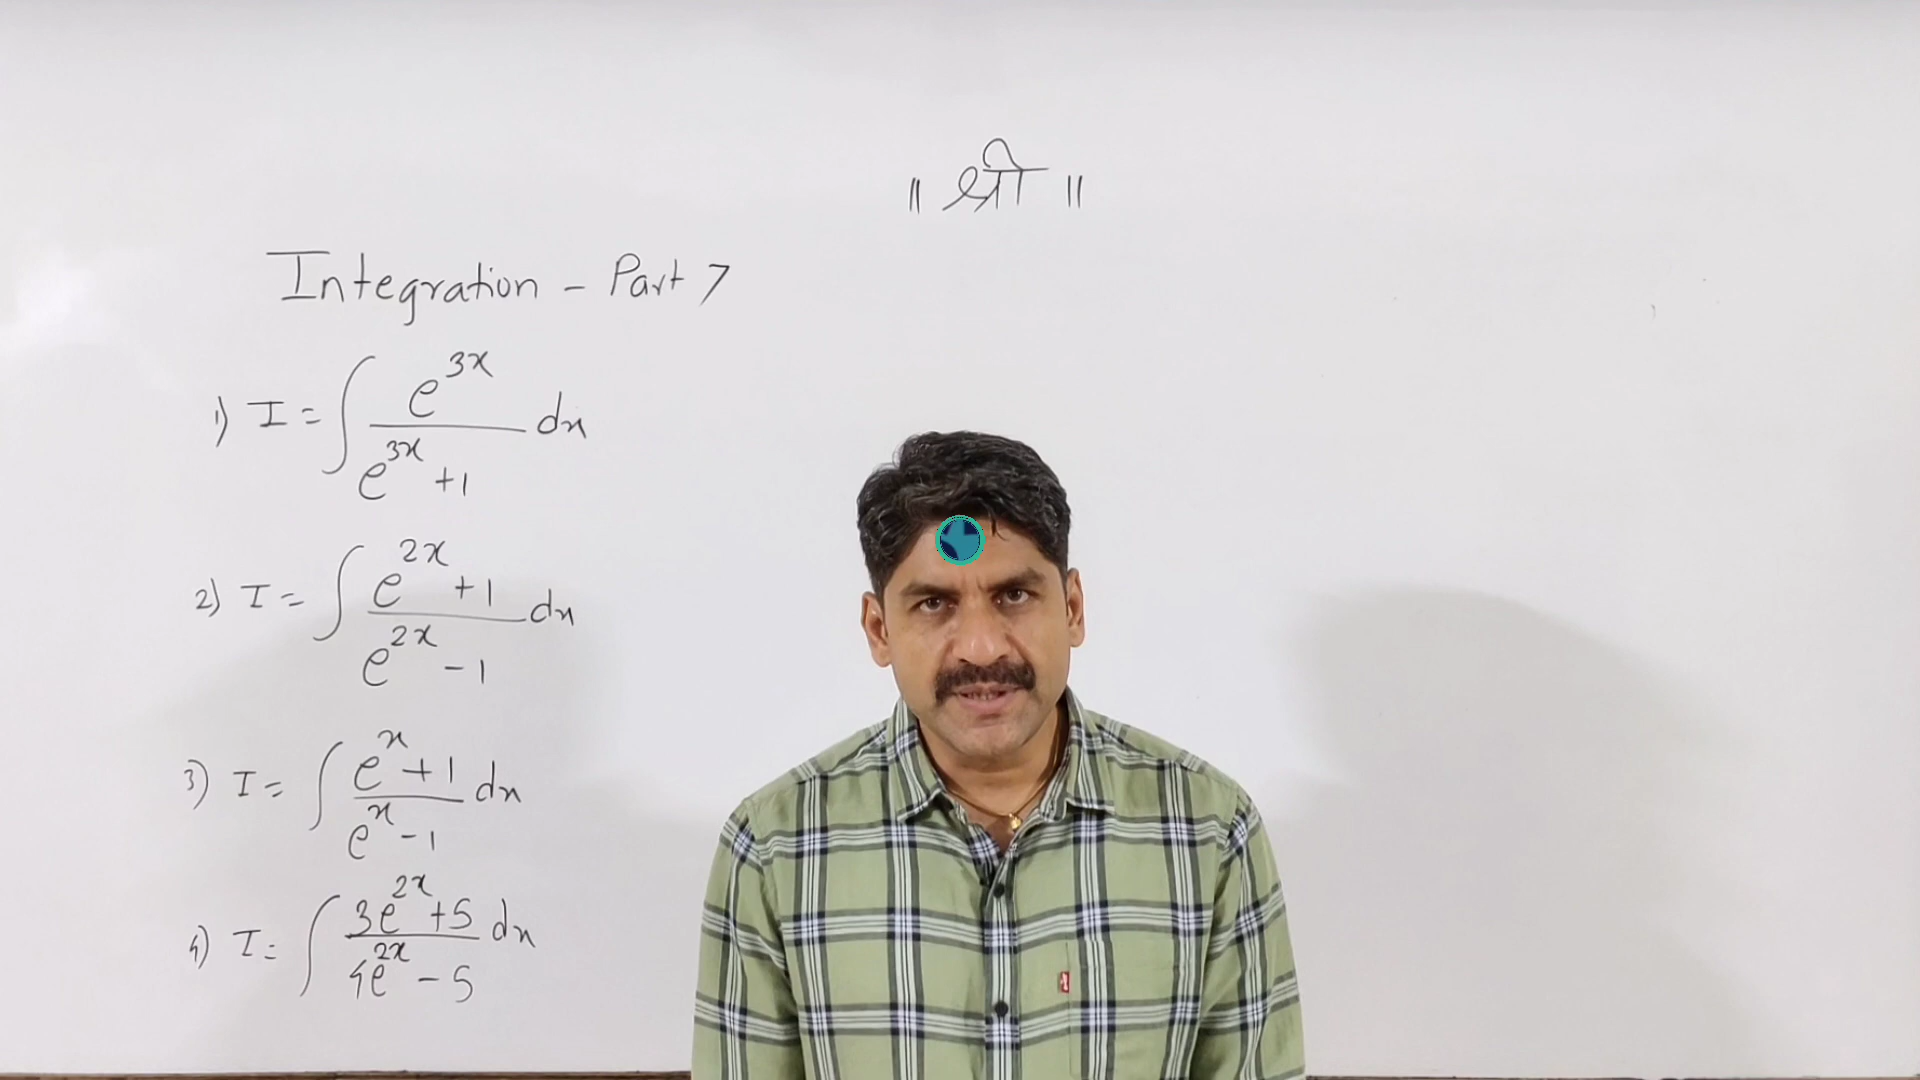 ॥ श्री ॥
Integration - Part 7
1) I = ∫ e^{3x} / (e^{3x} + 1) dx
2) I = ∫ (e^{2x} + 1) / (e^{2x} - 1) dx
3) I = ∫ (e^{x} + 1) / (e^{x} - 1) dx
4) I = ∫ (3e^{2x} + 5) / (4e^{2x} - 5) dx